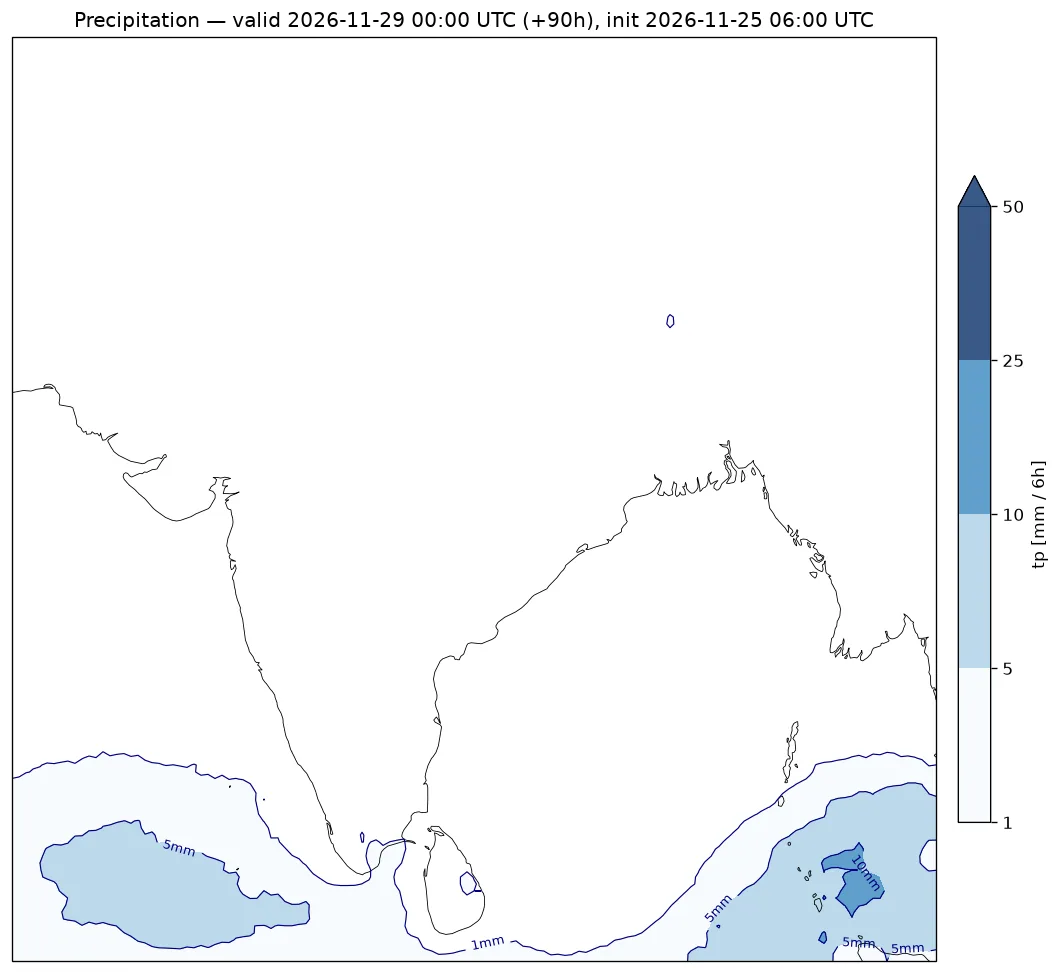 Precipitation — valid 2026-11-29 00:00 UTC (+90h), init 2026-11-25 06:00 UTC
50
25
10
5
1
tp [mm / 6h]
5mm
10mm
5mm
1mm
5mm
5mm